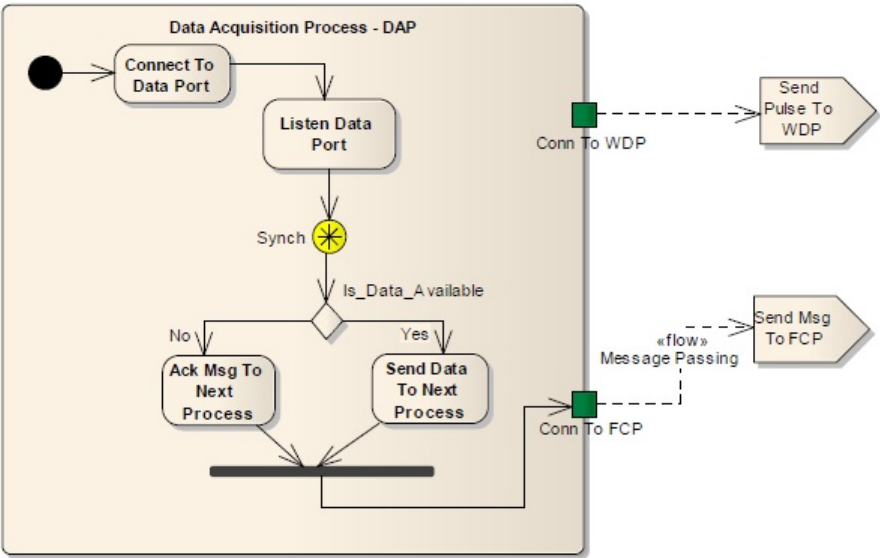 Data Acquisition Process - DAP
Connect To
Data Port
Listen Data
Port
Send
Pulse To
WDP
Conn To WDP
Synch
Is_Data_Available
No
Yes
Send Msg
To FCP
«flow»
Message Passing
Ack Msg To
Next
Process
Send Data
To Next
Process
Conn To FCP